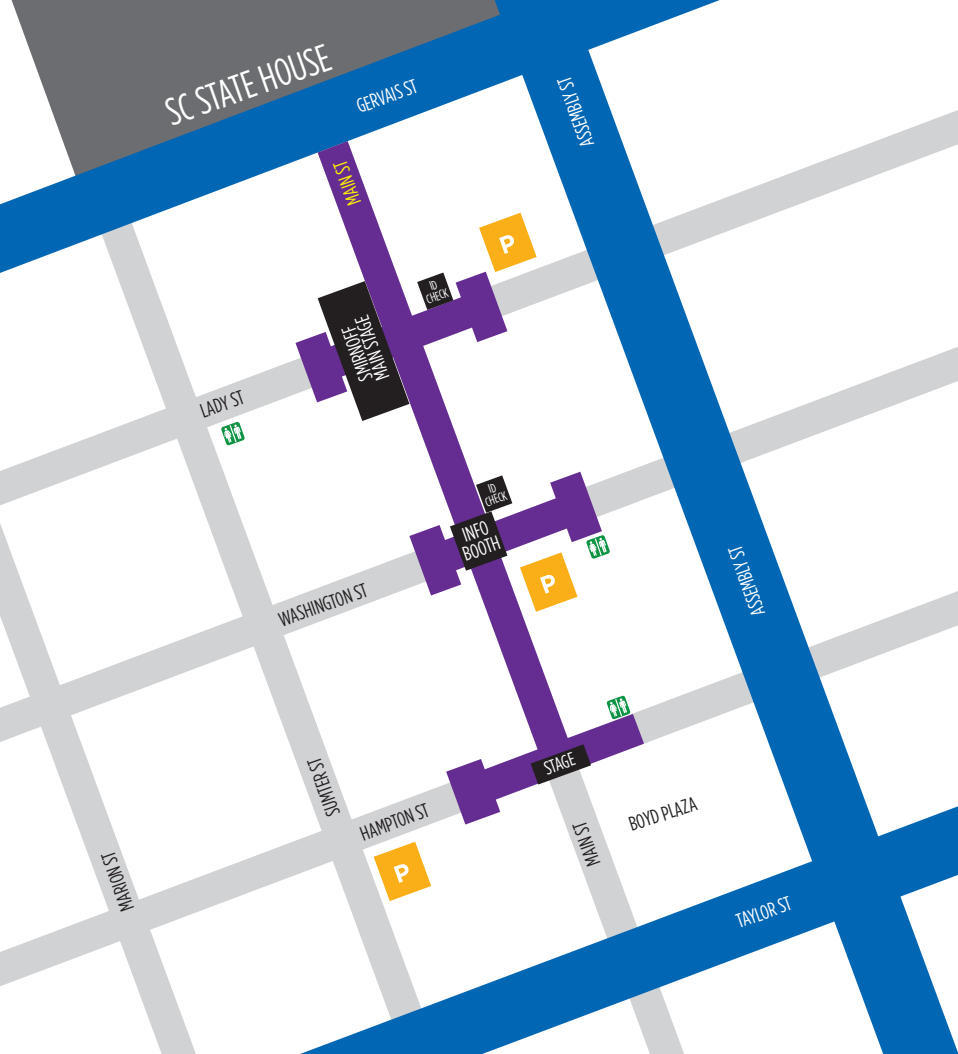 SC STATE HOUSE
GERVAIS ST
ASSEMBLY ST
MAIN ST
P
ID
CHECK
SMIRNOFF
MAIN STAGE
LADY ST
ID
CHECK
INFO
BOOTH
P
WASHINGTON ST
ASSEMBLY ST
STAGE
SUMTER ST
HAMPTON ST
BOYD PLAZA
MAIN ST
P
MARION ST
TAYLOR ST